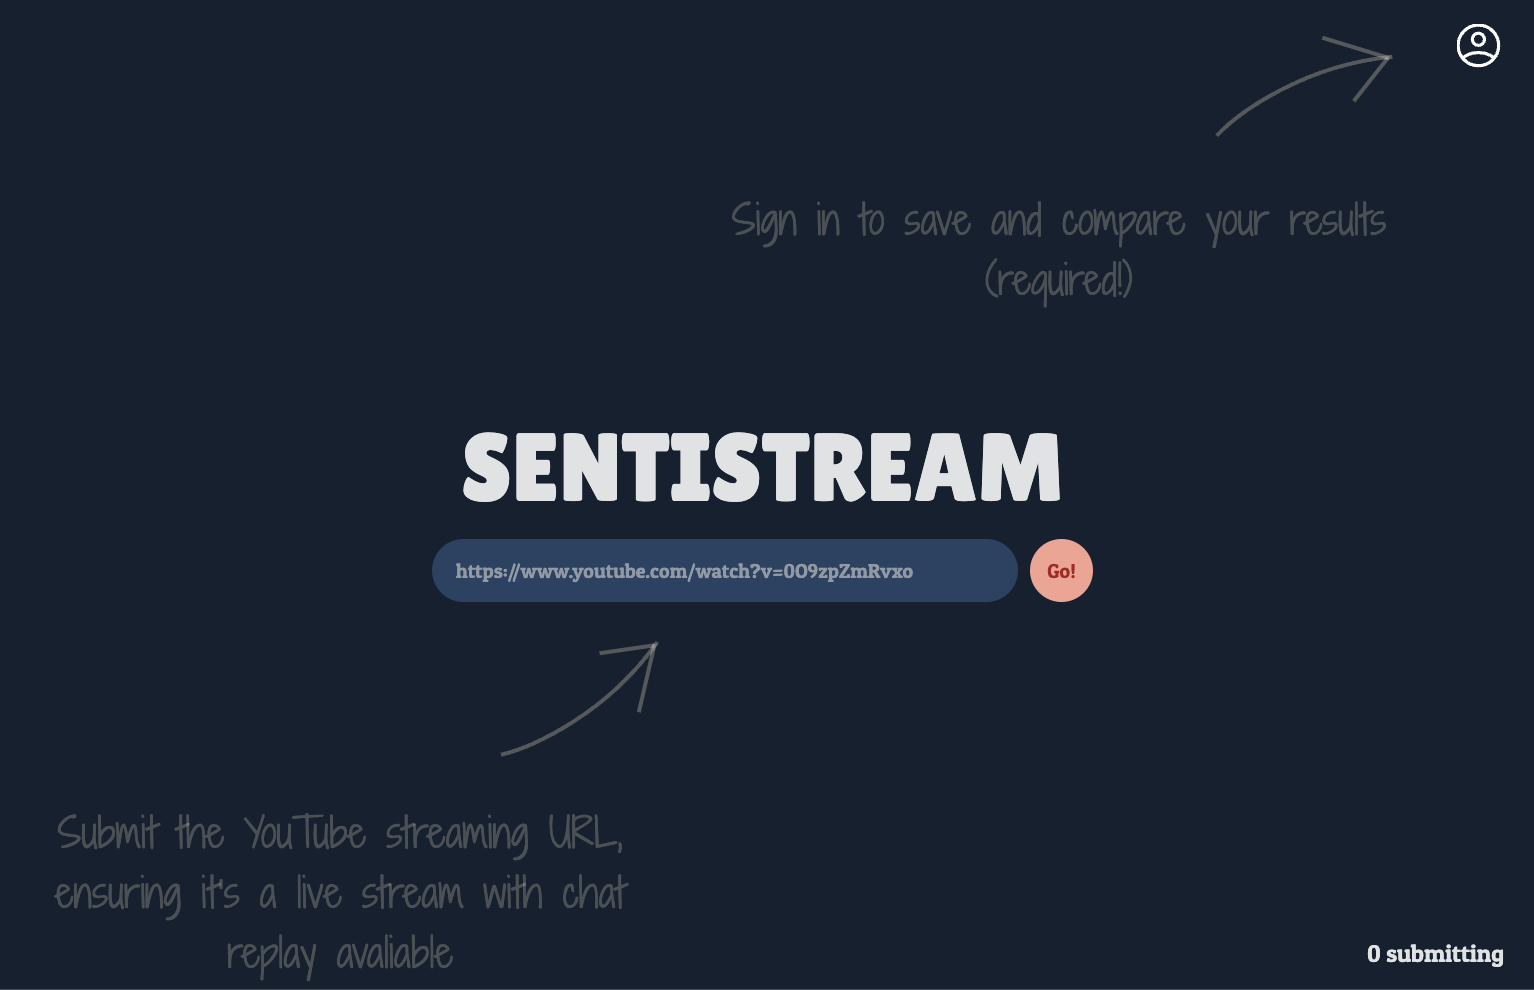 Sign in to save and compare your results
(required!)
SENTISTREAM
https://www.youtube.com/watch?v=0O9zpZmRvxo
Go!
Submit the YouTube streaming URL,
ensuring it's a live stream with chat
replay avaliable
0 submitting